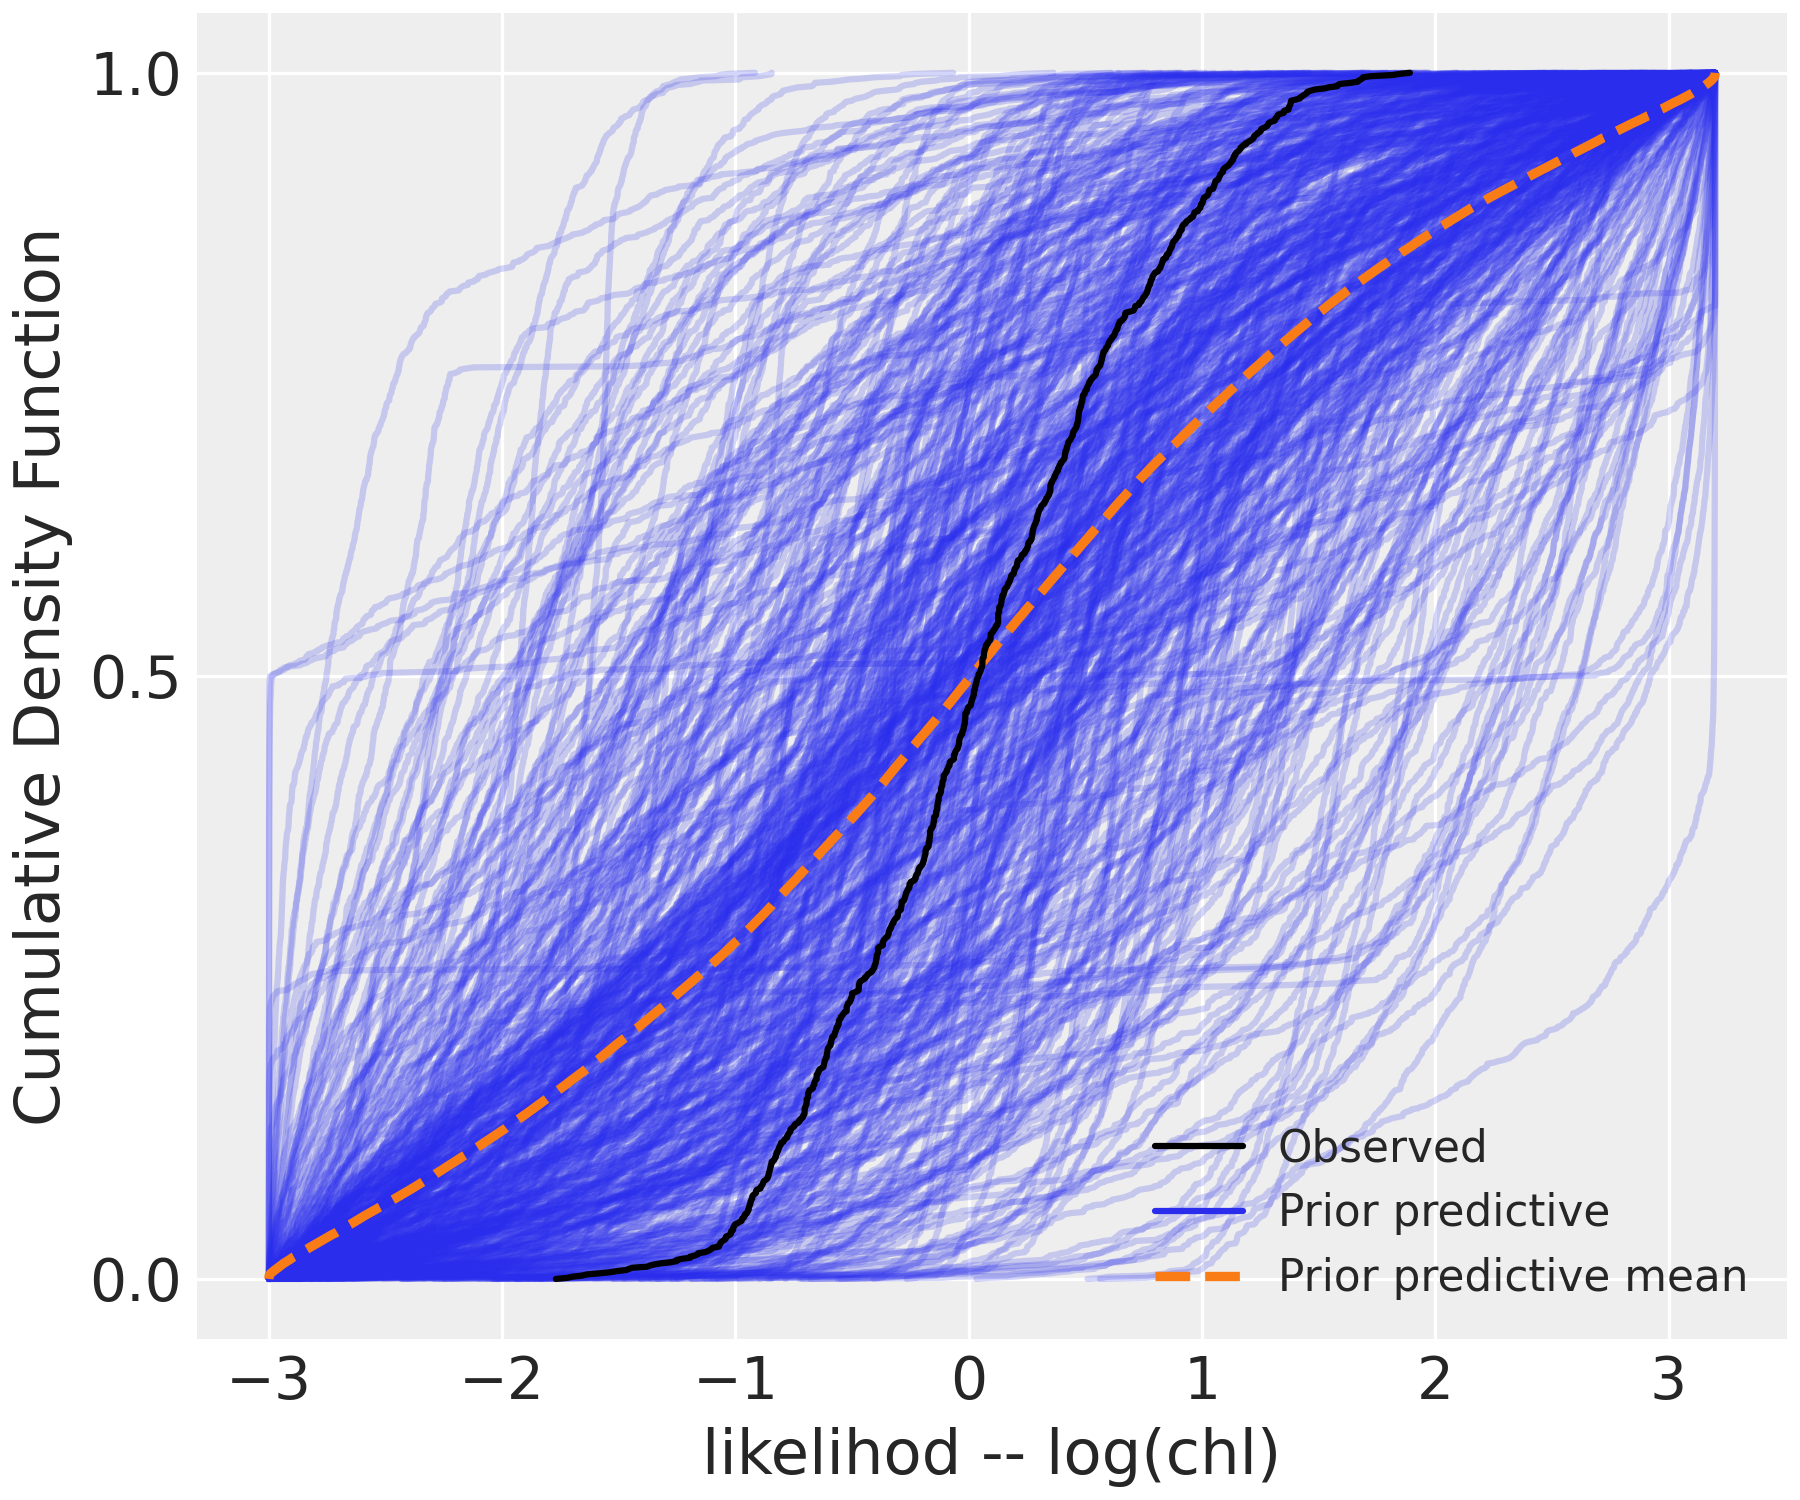 Cumulative Density Function
1.0
0.5
0.0
−3
−2
−1
0
1
2
3
likelihod -- log(chl)
Observed
Prior predictive
Prior predictive mean